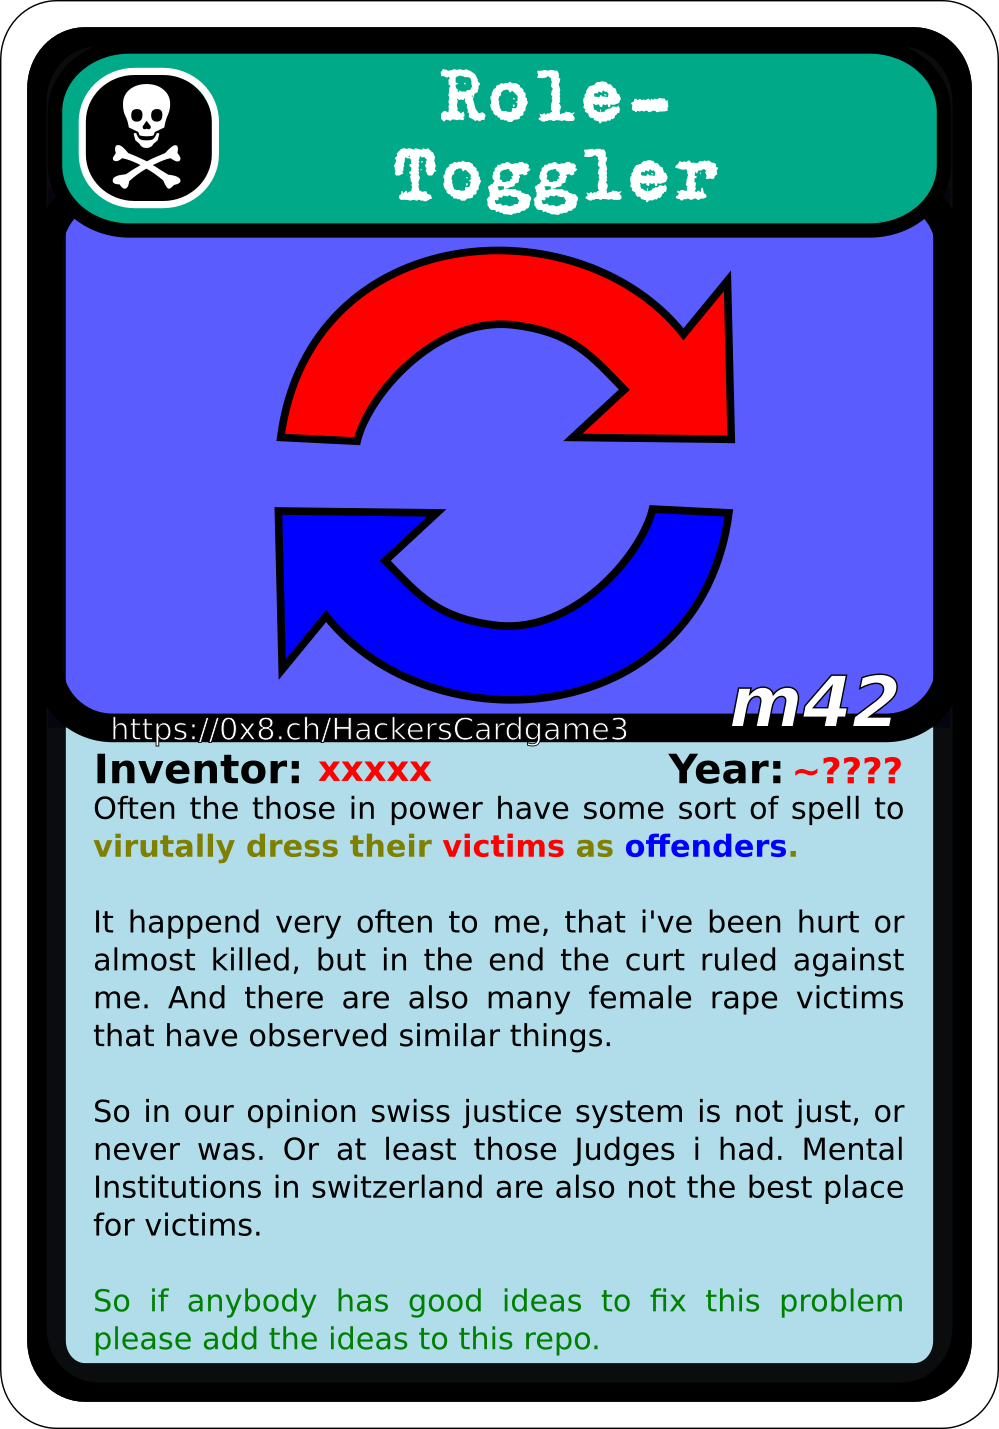 Role-
Toggler
m42
https://0x8.ch/HackersCardgame3
Inventor: xxxxx Year: ~????
Often the those in power have some sort of spell to
virutally dress their victims as offenders.
It happend very often to me, that i've been hurt or
almost killed, but in the end the curt ruled against
me. And there are also many female rape victims
that have observed similar things.
So in our opinion swiss justice system is not just, or
never was. Or at least those Judges i had. Mental
Institutions in switzerland are also not the best place
for victims.
So if anybody has good ideas to fix this problem
please add the ideas to this repo.